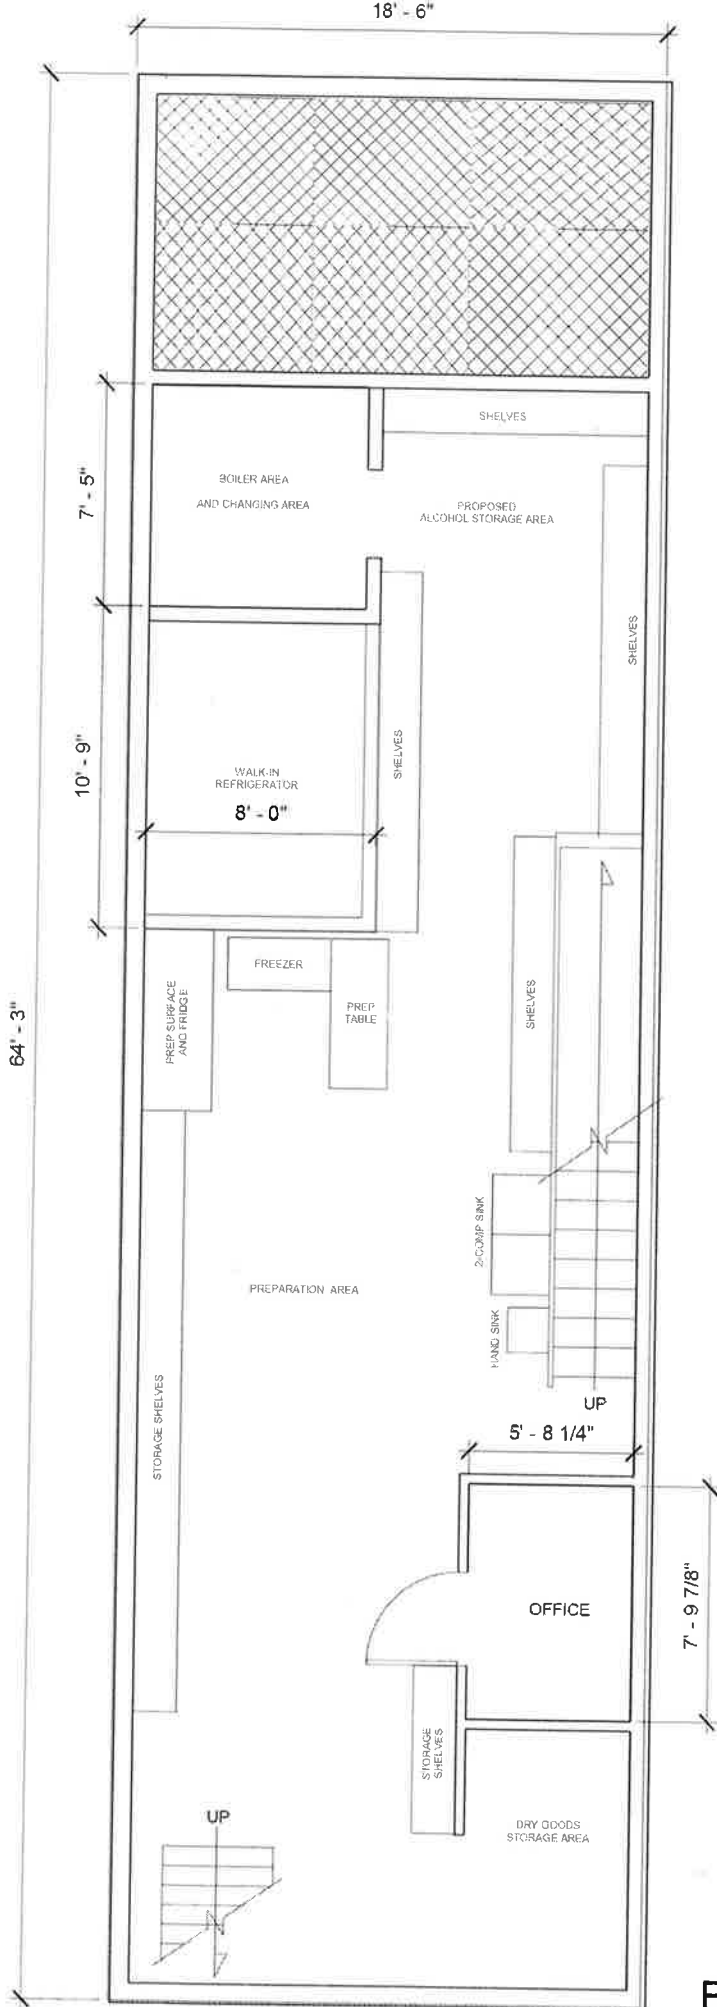 18' - 6"
SHELVES
BOILER AREA
AND CHANGING AREA
PROPOSED
ALCOHOL STORAGE AREA
7' - 5"
SHELVES
SHELVES
10' - 9"
WALK-IN
REFRIGERATOR
8' - 0"
FREEZER
PREP
TABLE
PREP SURFACE
AND FRIDGE
SHELVES
64' - 3"
2-COMP SINK
PREPARATION AREA
HAND SINK
UP
STORAGE SHELVES
5' - 8 1/4"
OFFICE
7' - 9 7/8"
STORAGE
SHELVES
UP
DRY GOODS
STORAGE AREA